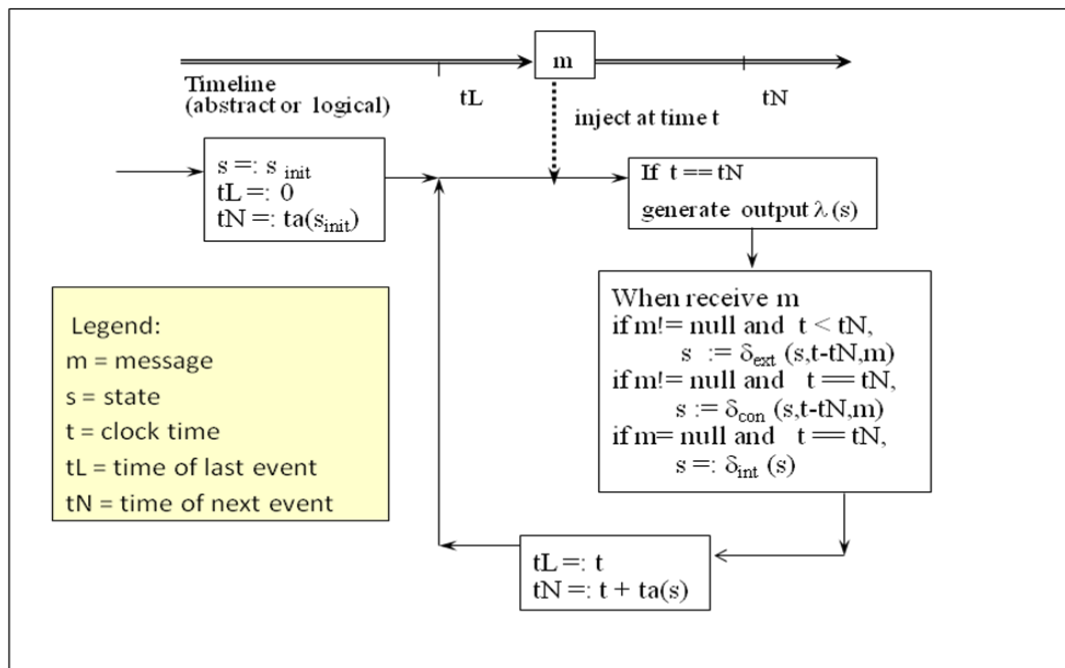 m
Timeline
(abstract or logical)
tL
tN
inject at time t
s =: s init
tL =: 0
tN =: ta(sinit)
If t == tN
generate output λ(s)
When receive m
if m!= null and t < tN,
s := δext (s,t-tN,m)
if m!= null and t == tN,
s := δcon (s,t-tN,m)
if m= null and t == tN,
s =: δint (s)
Legend:
m = message
s = state
t = clock time
tL = time of last event
tN = time of next event
tL =: t
tN =: t + ta(s)